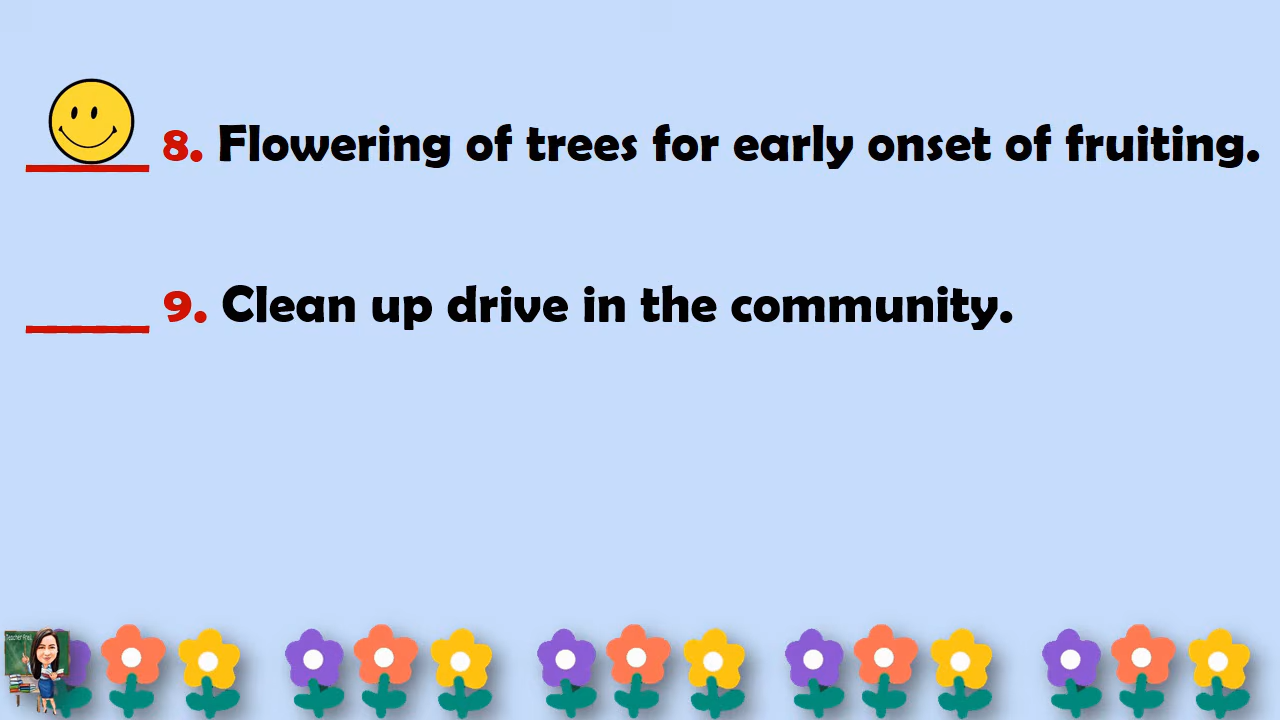 8. Flowering of trees for early onset of fruiting.
9. Clean up drive in the community.